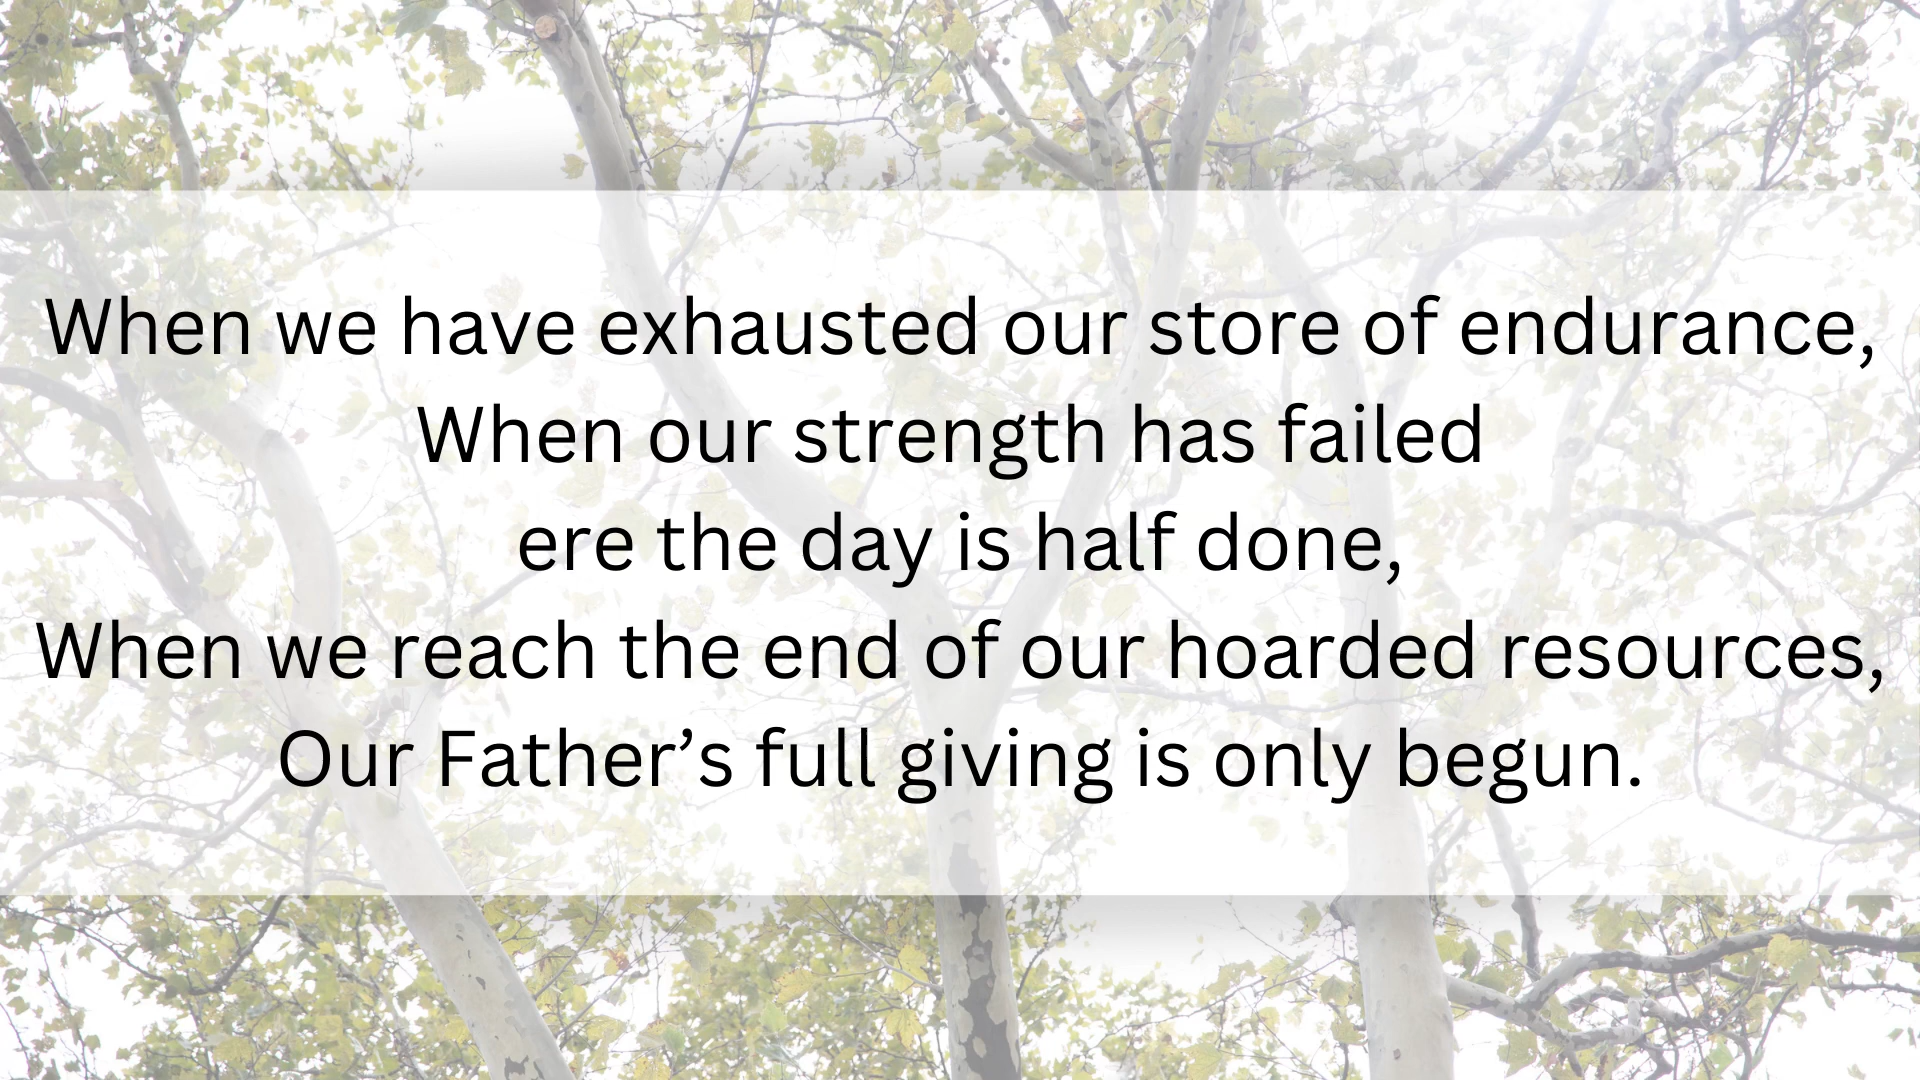 When we have exhausted our store of endurance,
When our strength has failed
ere the day is half done,
When we reach the end of our hoarded resources,
Our Father’s full giving is only begun.